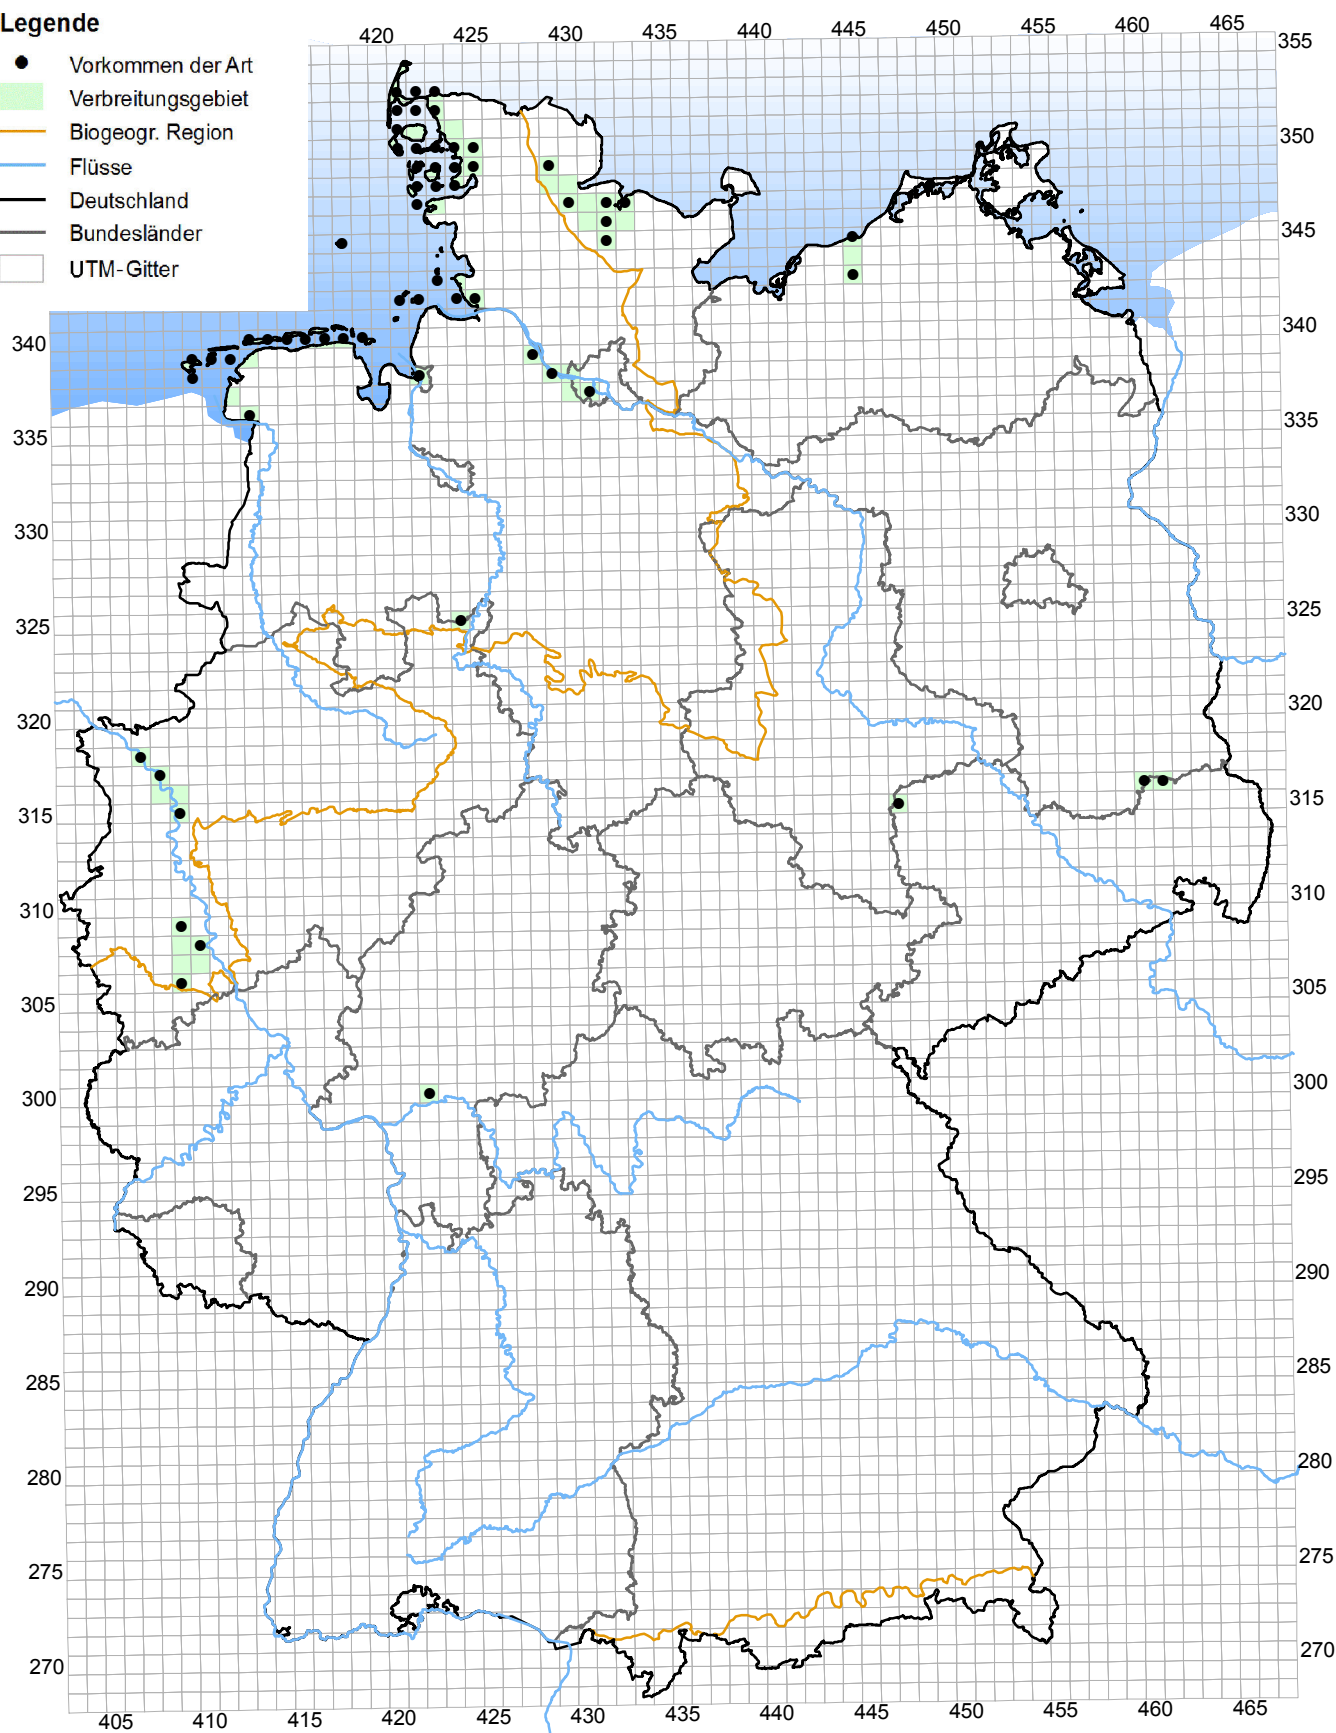 Legende
Vorkommen der Art
Verbreitungsgebiet
Biogeogr. Region
Flüsse
Deutschland
Bundesländer
UTM-Gitter
420 425 430 435 440 445 450 455 460 465
355
350
345
340 340
335 335
330 330
325 325
320 320
315 315
310 310
305 305
300 300
295 295
290 290
285 285
280 280
275 275
270 270
405 410 415 420 425 430 435 440 445 450 455 460 465